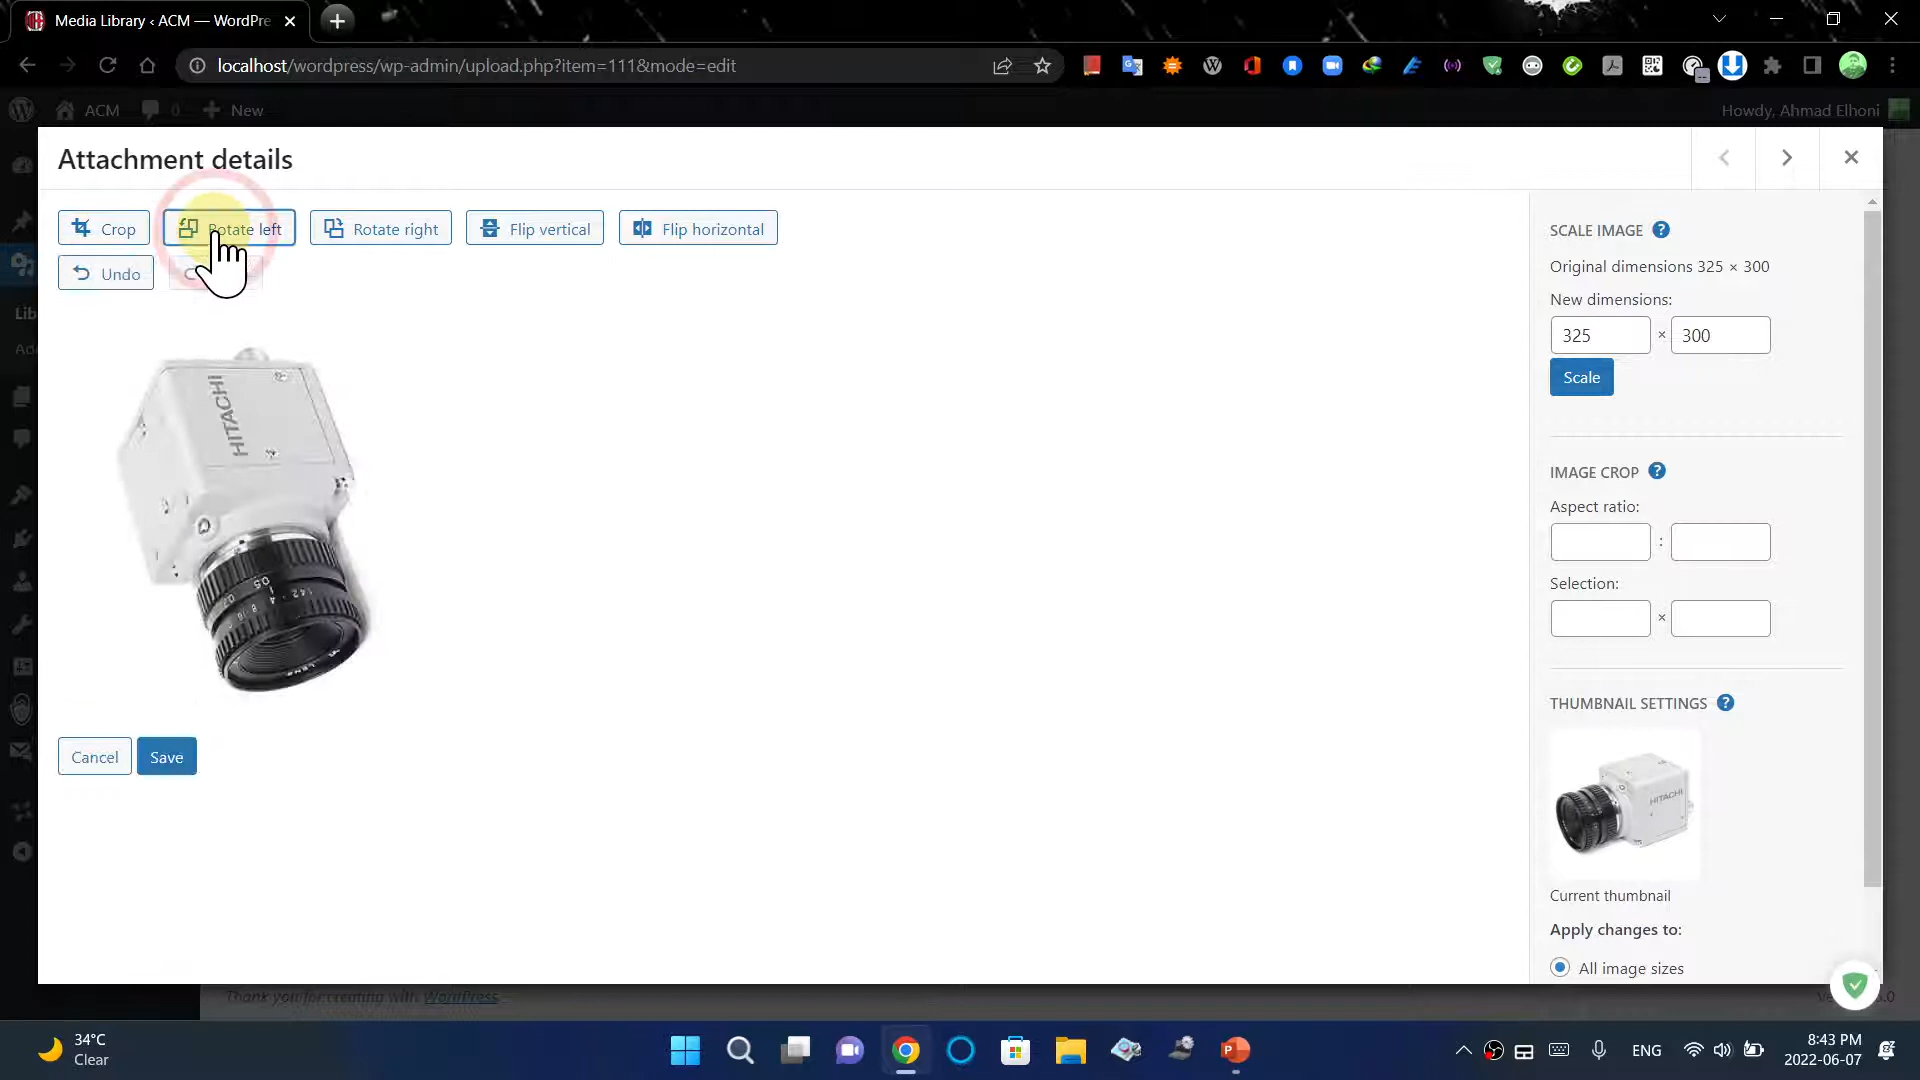 Media Library ‹ ACM — WordPre
localhost/wordpress/wp-admin/upload.php?item=111&mode=edit
ACM 0 New Howdy, Ahmad Elhoni
Attachment details
Crop Rotate left Rotate right Flip vertical Flip horizontal
Undo
HITACHI
Cancel Save
SCALE IMAGE ?
Original dimensions 325 × 300
New dimensions:
325 × 300
Scale
IMAGE CROP ?
Aspect ratio:
:
Selection:
×
THUMBNAIL SETTINGS ?
HITACHI
Current thumbnail
Apply changes to:
All image sizes
Thank you for creating with WordPress
34°C
Clear
ENG
8:43 PM
2022-06-07